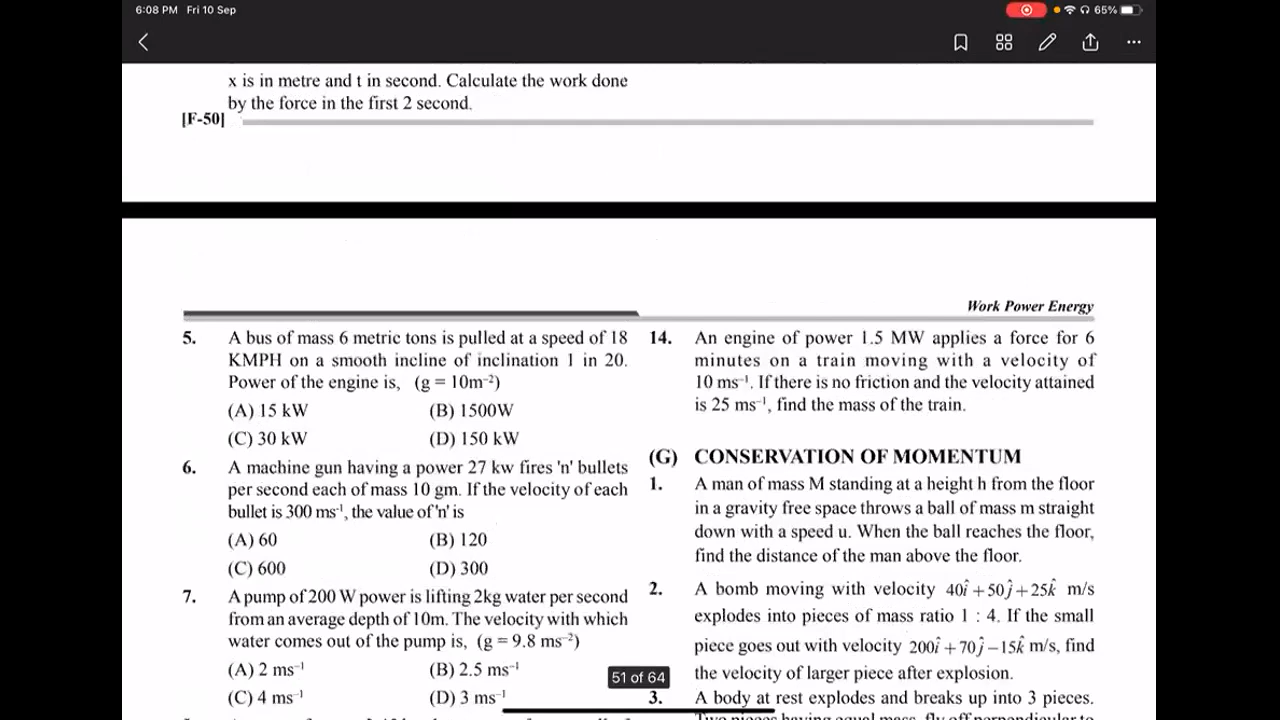 6:08 PM Fri 10 Sep
65%
x is in metre and t in second. Calculate the work done
by the force in the first 2 second.
[F-50]
Work Power Energy
5. A bus of mass 6 metric tons is pulled at a speed of 18
KMPH on a smooth incline of inclination 1 in 20.
Power of the engine is, (g = 10m⁻²)
(A) 15 kW (B) 1500W
(C) 30 kW (D) 150 kW
6. A machine gun having a power 27 kw fires 'n' bullets
per second each of mass 10 gm. If the velocity of each
bullet is 300 ms⁻¹, the value of 'n' is
(A) 60 (B) 120
(C) 600 (D) 300
7. A pump of 200 W power is lifting 2kg water per second
from an average depth of 10m. The velocity with which
water comes out of the pump is, (g = 9.8 ms⁻²)
(A) 2 ms⁻¹ (B) 2.5 ms⁻¹
(C) 4 ms⁻¹ (D) 3 ms⁻¹
14. An engine of power 1.5 MW applies a force for 6
minutes on a train moving with a velocity of
10 ms⁻¹. If there is no friction and the velocity attained
is 25 ms⁻¹, find the mass of the train.
(G) CONSERVATION OF MOMENTUM
1. A man of mass M standing at a height h from the floor
in a gravity free space throws a ball of mass m straight
down with a speed u. When the ball reaches the floor,
find the distance of the man above the floor.
2. A bomb moving with velocity 40î + 50ĵ + 25k̂ m/s
explodes into pieces of mass ratio 1 : 4. If the small
piece goes out with velocity 200î + 70ĵ – 15k̂ m/s, find
the velocity of larger piece after explosion.
3. A body at rest explodes and breaks up into 3 pieces.
51 of 64